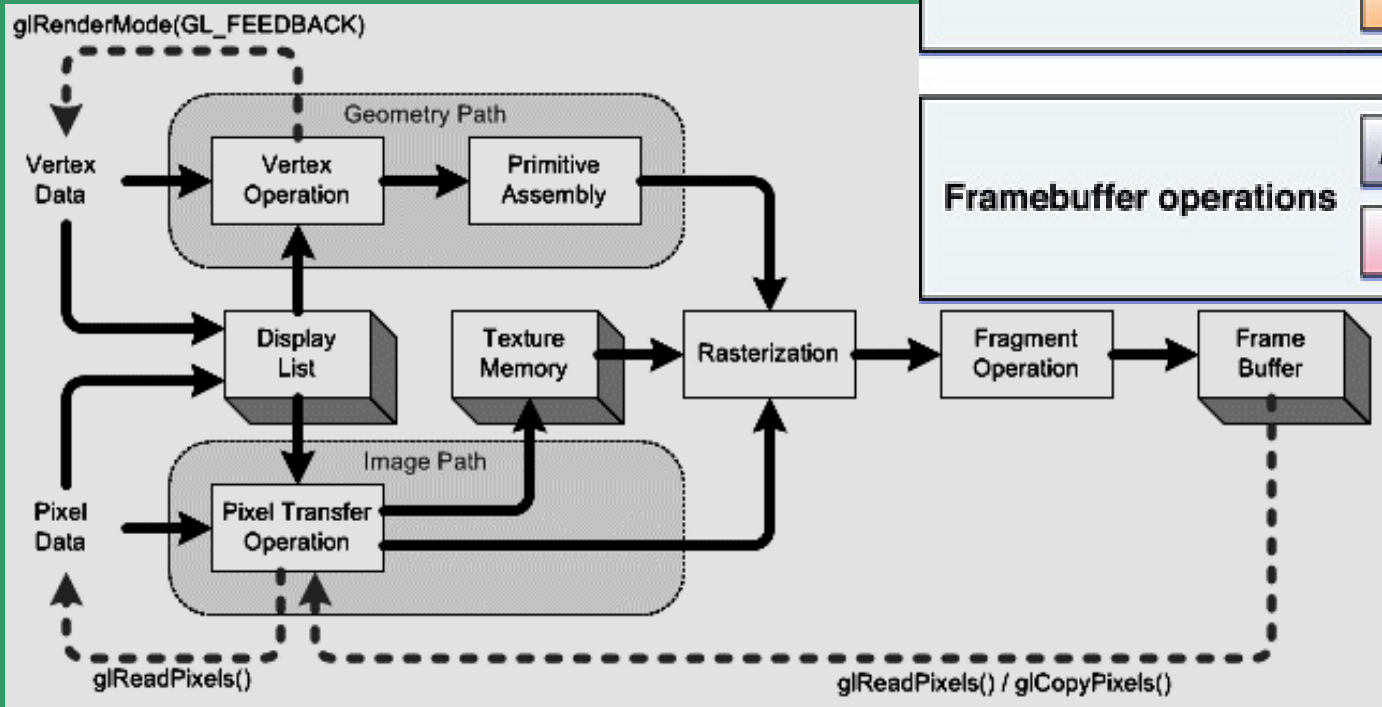 glRenderMode(GL_FEEDBACK)
Geometry Path
Vertex
Data
Vertex
Operation
Primitive
Assembly
Framebuffer operations
Display
List
Texture
Memory
Rasterization
Fragment
Operation
Frame
Buffer
Image Path
Pixel
Data
Pixel Transfer
Operation
glReadPixels()
glReadPixels() / glCopyPixels()